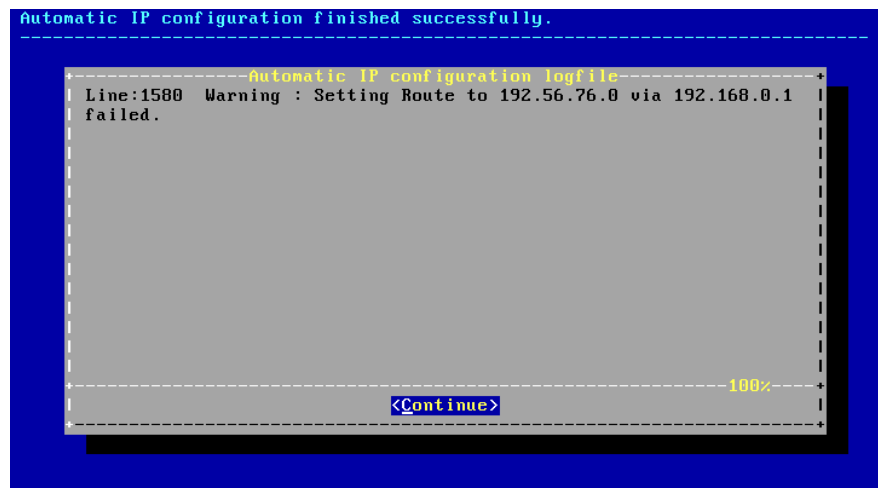 Automatic IP configuration finished successfully.
Automatic IP configuration logfile
Line:1580  Warning : Setting Route to 192.56.76.0 via 192.168.0.1
failed.
100%
<Continue>